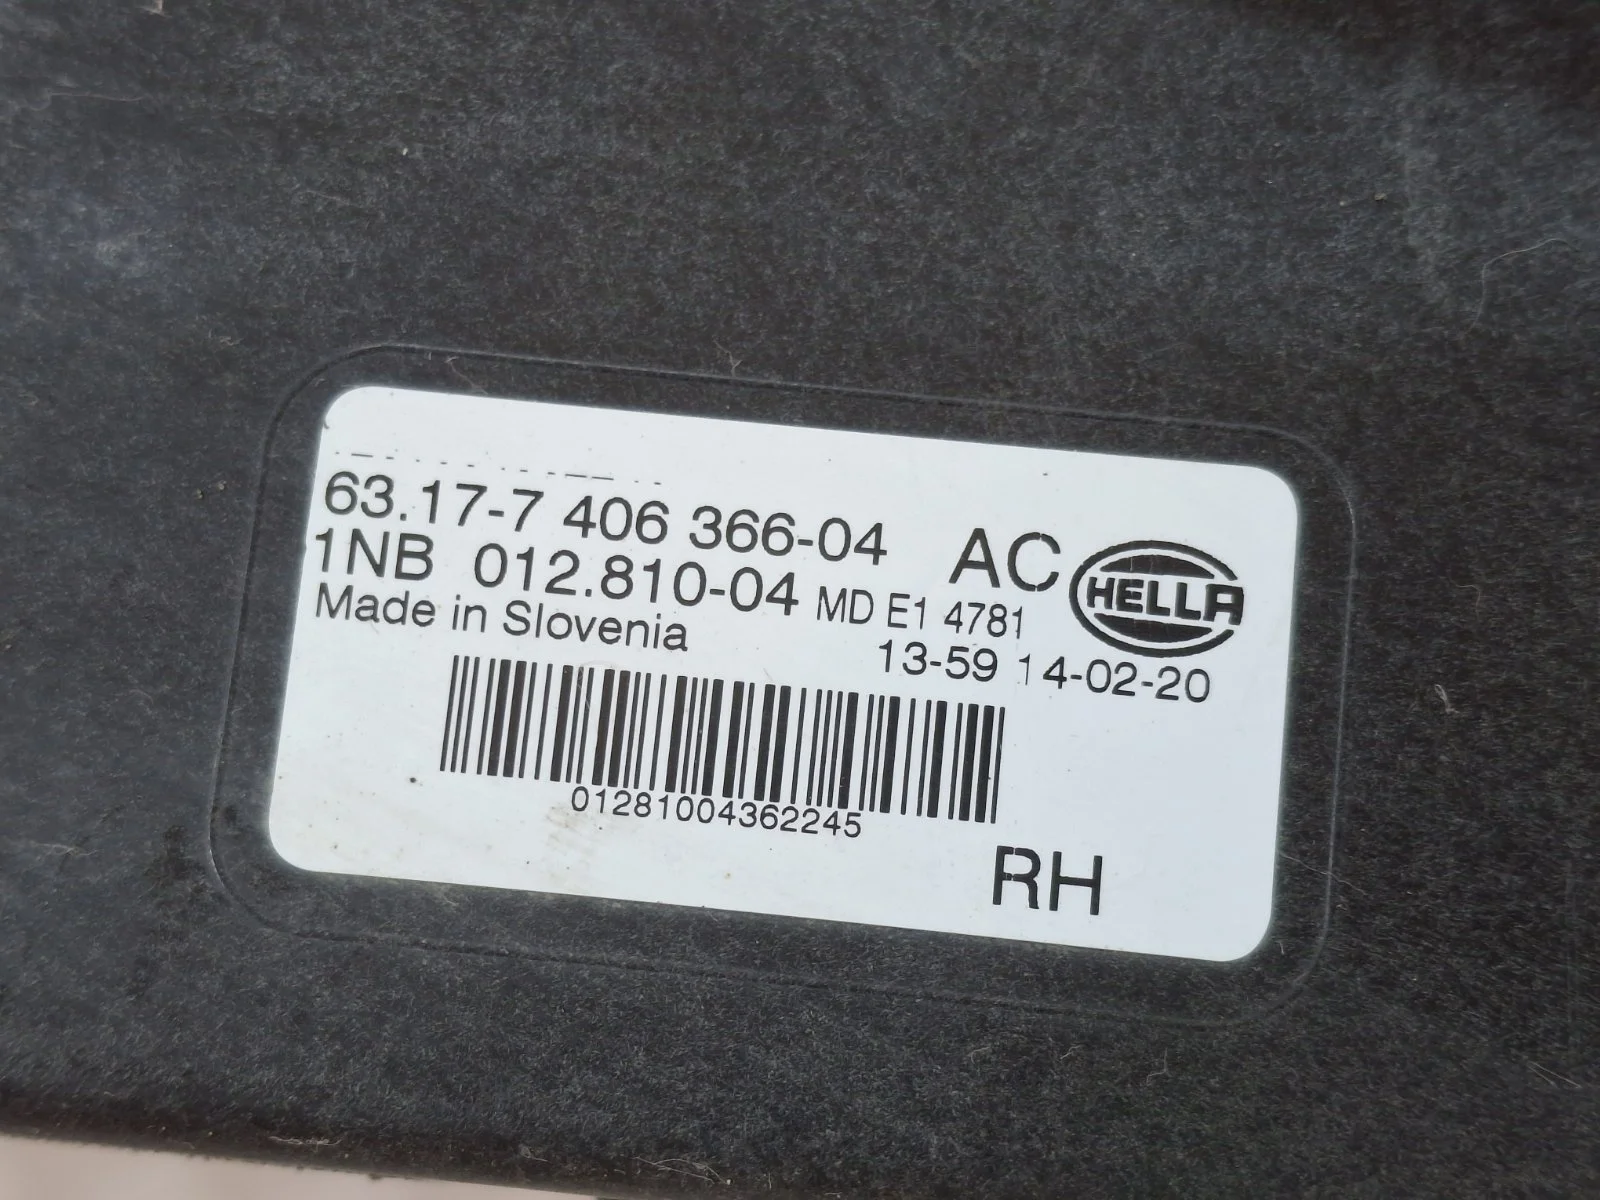 63.17-7 406 366-04 AC
HELLA
1NB 012.810-04 MD E1 4781
Made in Slovenia 13-59 14-02-20
01281004362245
RH